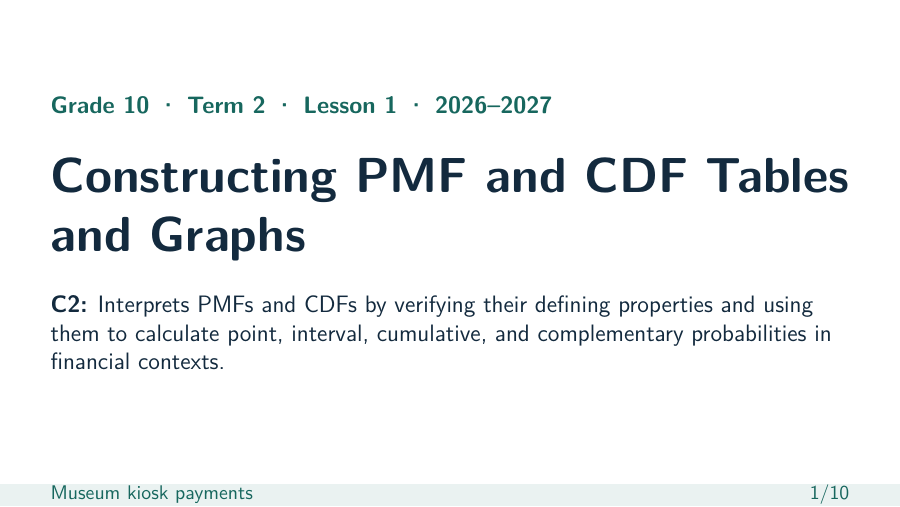 Grade 10 · Term 2 · Lesson 1 · 2026–2027
Constructing PMF and CDF Tables
and Graphs
C2: Interprets PMFs and CDFs by verifying their defining properties and using
them to calculate point, interval, cumulative, and complementary probabilities in
financial contexts.
Museum kiosk payments
1/10